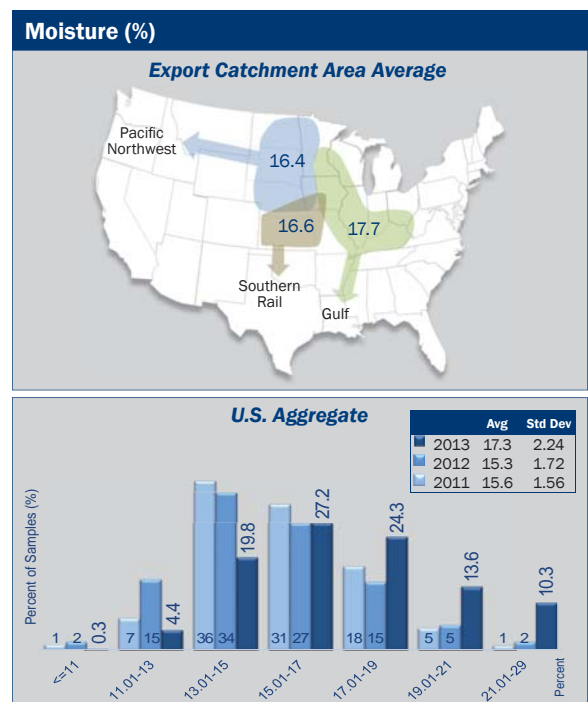 Moisture (%)
Export Catchment Area Average
Pacific
Northwest
16.4
16.6
17.7
Southern
Rail
Gulf
U.S. Aggregate
Avg Std Dev
2013 17.3 2.24
2012 15.3 1.72
2011 15.6 1.56
Percent of Samples (%)
1 2 0.3
7 15 4.4
36 34 19.8
31 27 27.2
18 15 24.3
5 5 13.6
1 2 10.3
<=11
11.01-13
13.01-15
15.01-17
17.01-19
19.01-21
21.01-29
Percent